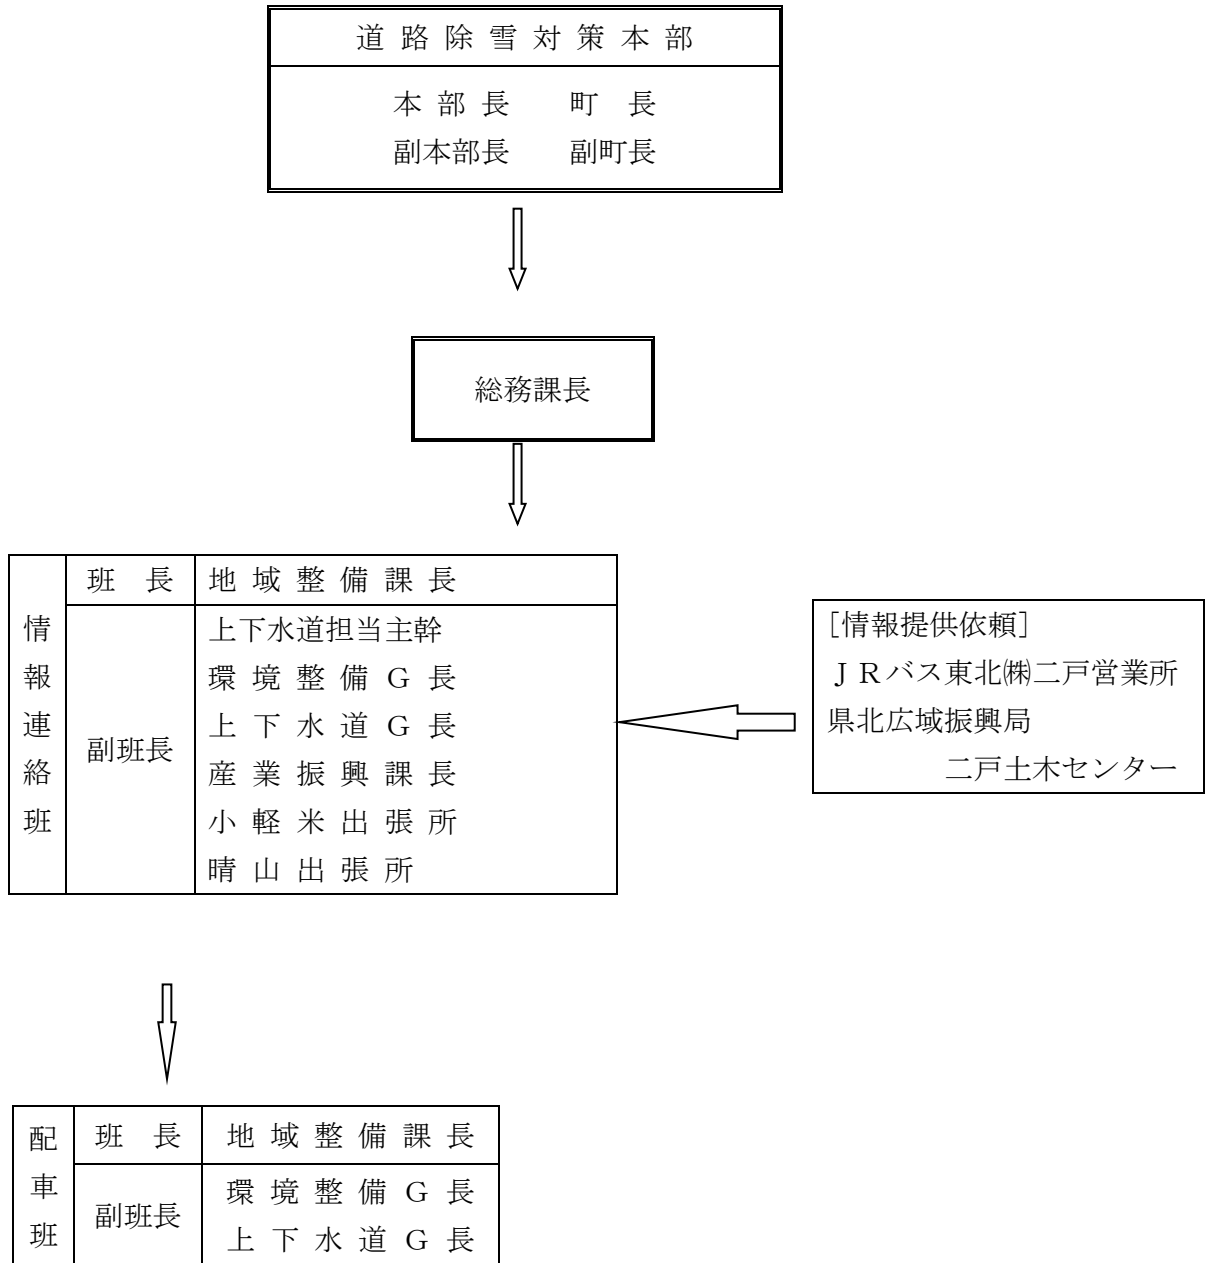 道路除雪対策本部
本部長　町　長
副本部長　副町長
総務課長
情報連絡班
班　長　地域整備課長
副班長
上下水道担当主幹
環境整備Ｇ長
上下水道Ｇ長
産業振興課長
小軽米出張所
晴山出張所
［情報提供依頼］
ＪＲバス東北㈱二戸営業所
県北広域振興局
二戸土木センター
配車班
班　長　地域整備課長
副班長
環境整備Ｇ長
上下水道Ｇ長